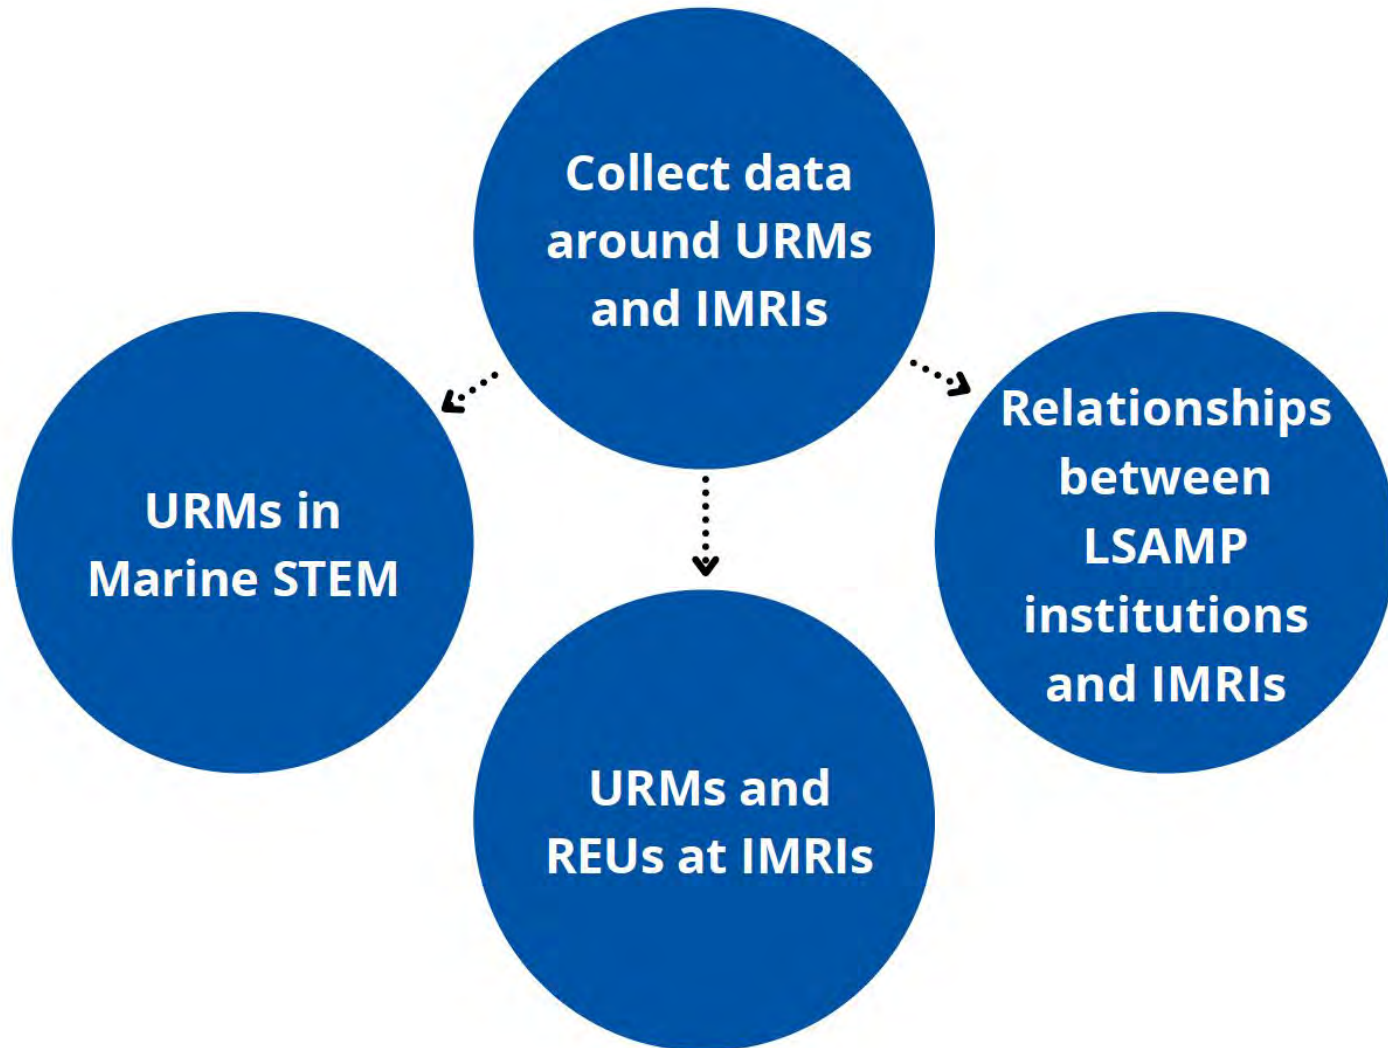 Collect data
around URMs
and IMRIs
URMs in
Marine STEM
Relationships
between
LSAMP
institutions
and IMRIs
URMs and
REUs at IMRIs